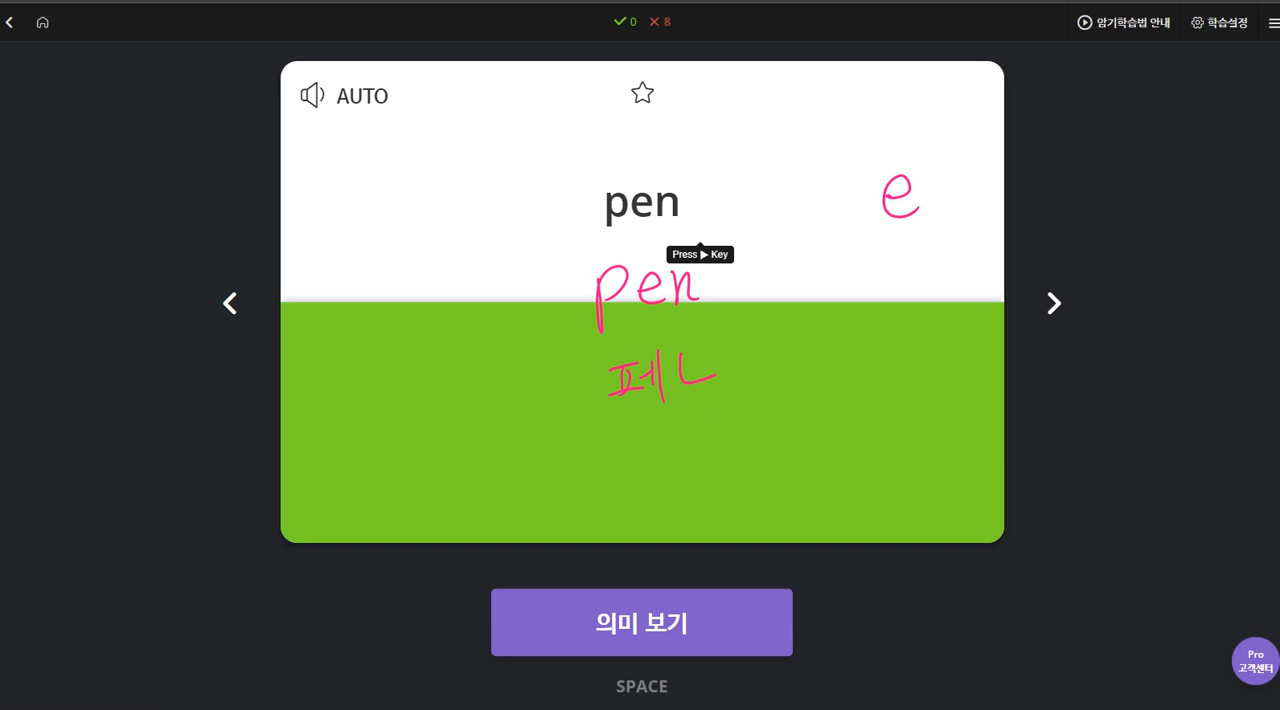 0 8 암기학습법 안내 학습설정
AUTO
pen e
Press ▶ Key
pen
페ㄴ
의미 보기
Pro
고객센터
SPACE